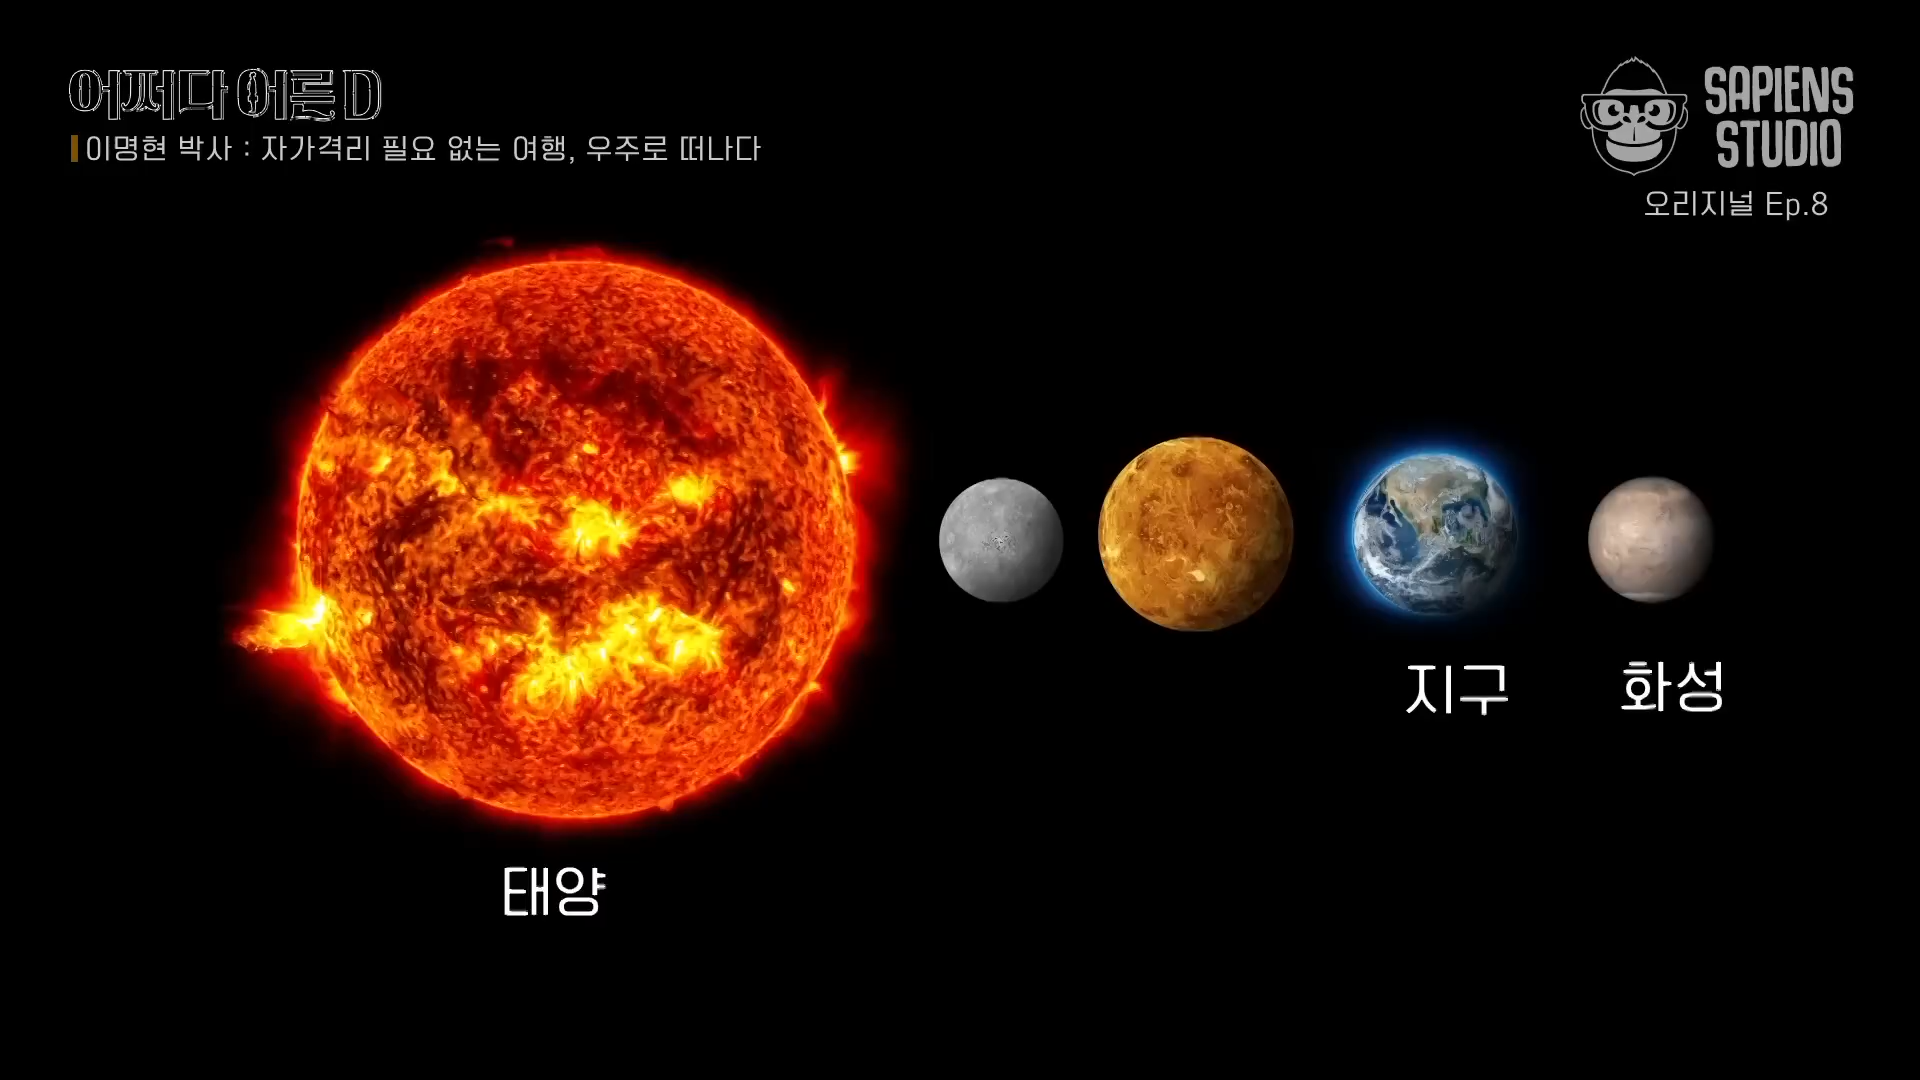 어쩌다 어른 D
이명현 박사 : 자가격리 필요 없는 여행, 우주로 떠나다
SAPIENS
STUDIO
오리지널 Ep.8
지구
화성
태양